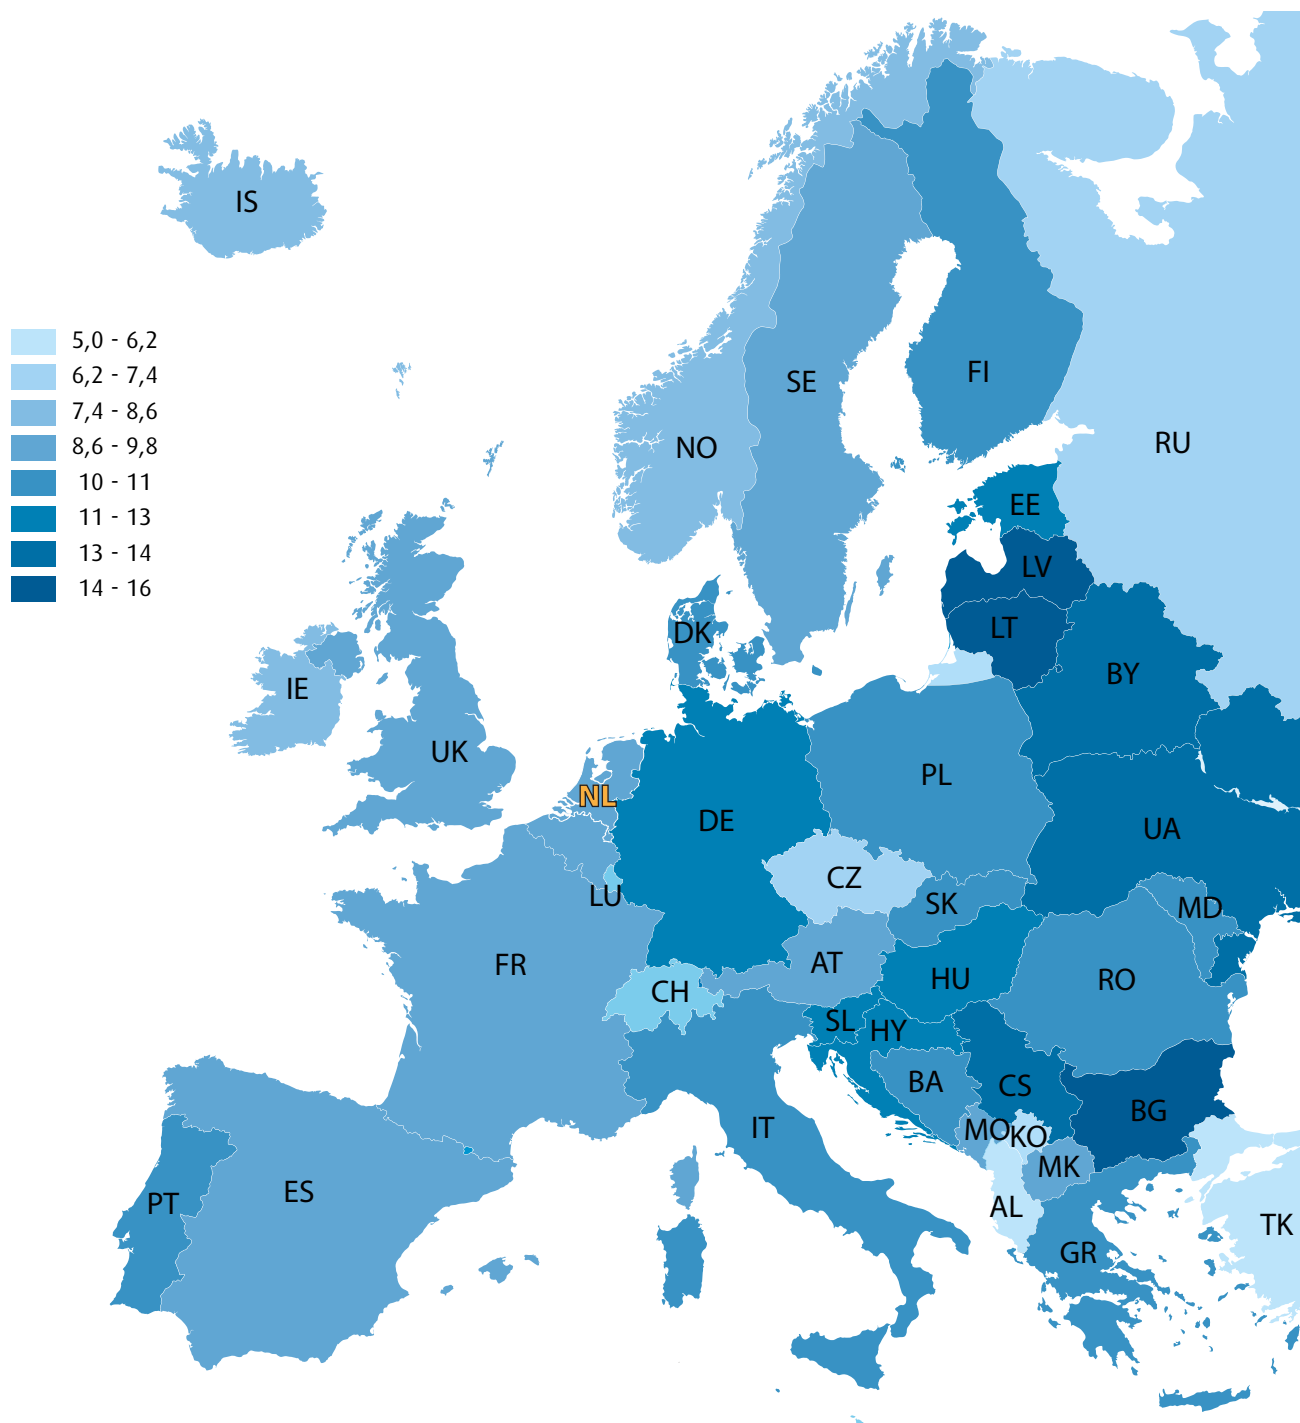 IS
5,0 - 6,2
6,2 - 7,4
7,4 - 8,6
8,6 - 9,8
10 - 11
11 - 13
13 - 14
14 - 16
SE
FI
NO
RU
EE
LV
LT
DK
BY
IE
UK
NL
PL
DE
UA
CZ
LU
SK
MD
FR
AT
HU
RO
CH
SL
HY
BA
CS
BG
IT
MO
KO
MK
ES
PT
AL
TK
GR